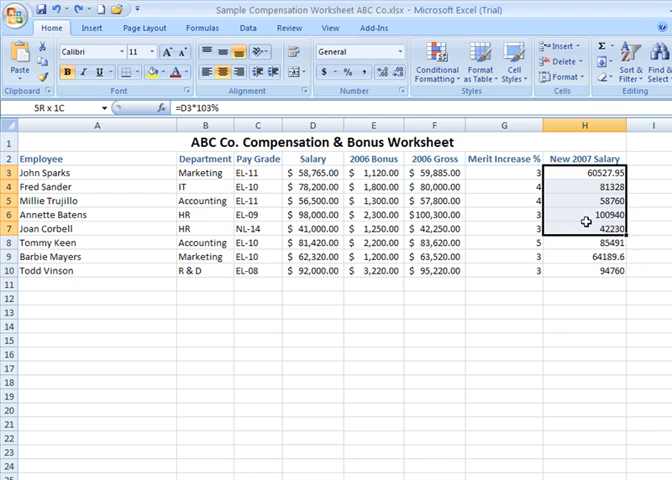 Sample Compensation Worksheet ABC Co.xlsx - Microsoft Excel (Trial)
Home Insert Page Layout Formulas Data Review View Add-Ins
Calibri 11 A A General Insert Σ
Paste B I U A $ % , Conditional Formatting Format as Table Cell Styles Delete Format Sort & Filter Find & Select
Clipboard Font Alignment Number Styles Cells Editing
5R x 1C fx =D3*103%
A B C D E F G H I
1 ABC Co. Compensation & Bonus Worksheet
2 Employee Department Pay Grade Salary 2006 Bonus 2006 Gross Merit Increase % New 2007 Salary
3 John Sparks Marketing EL-11 $ 58,765.00 $ 1,120.00 $ 59,885.00 3 60527.95
4 Fred Sander IT EL-10 $ 78,200.00 $ 1,800.00 $ 80,000.00 4 81328
5 Millie Trujillo Accounting EL-11 $ 56,500.00 $ 1,300.00 $ 57,800.00 4 58760
6 Annette Batens HR EL-09 $ 98,000.00 $ 2,300.00 $100,300.00 3 100940
7 Joan Corbell HR NL-14 $ 41,000.00 $ 1,250.00 $ 42,250.00 3 42230
8 Tommy Keen Accounting EL-10 $ 81,420.00 $ 2,200.00 $ 83,620.00 5 85491
9 Barbie Mayers Marketing EL-10 $ 62,320.00 $ 1,200.00 $ 63,520.00 3 64189.6
10 Todd Vinson R & D EL-08 $ 92,000.00 $ 3,220.00 $ 95,220.00 3 94760
11
12
13
14
15
16
17
18
19
20
21
22
23
24